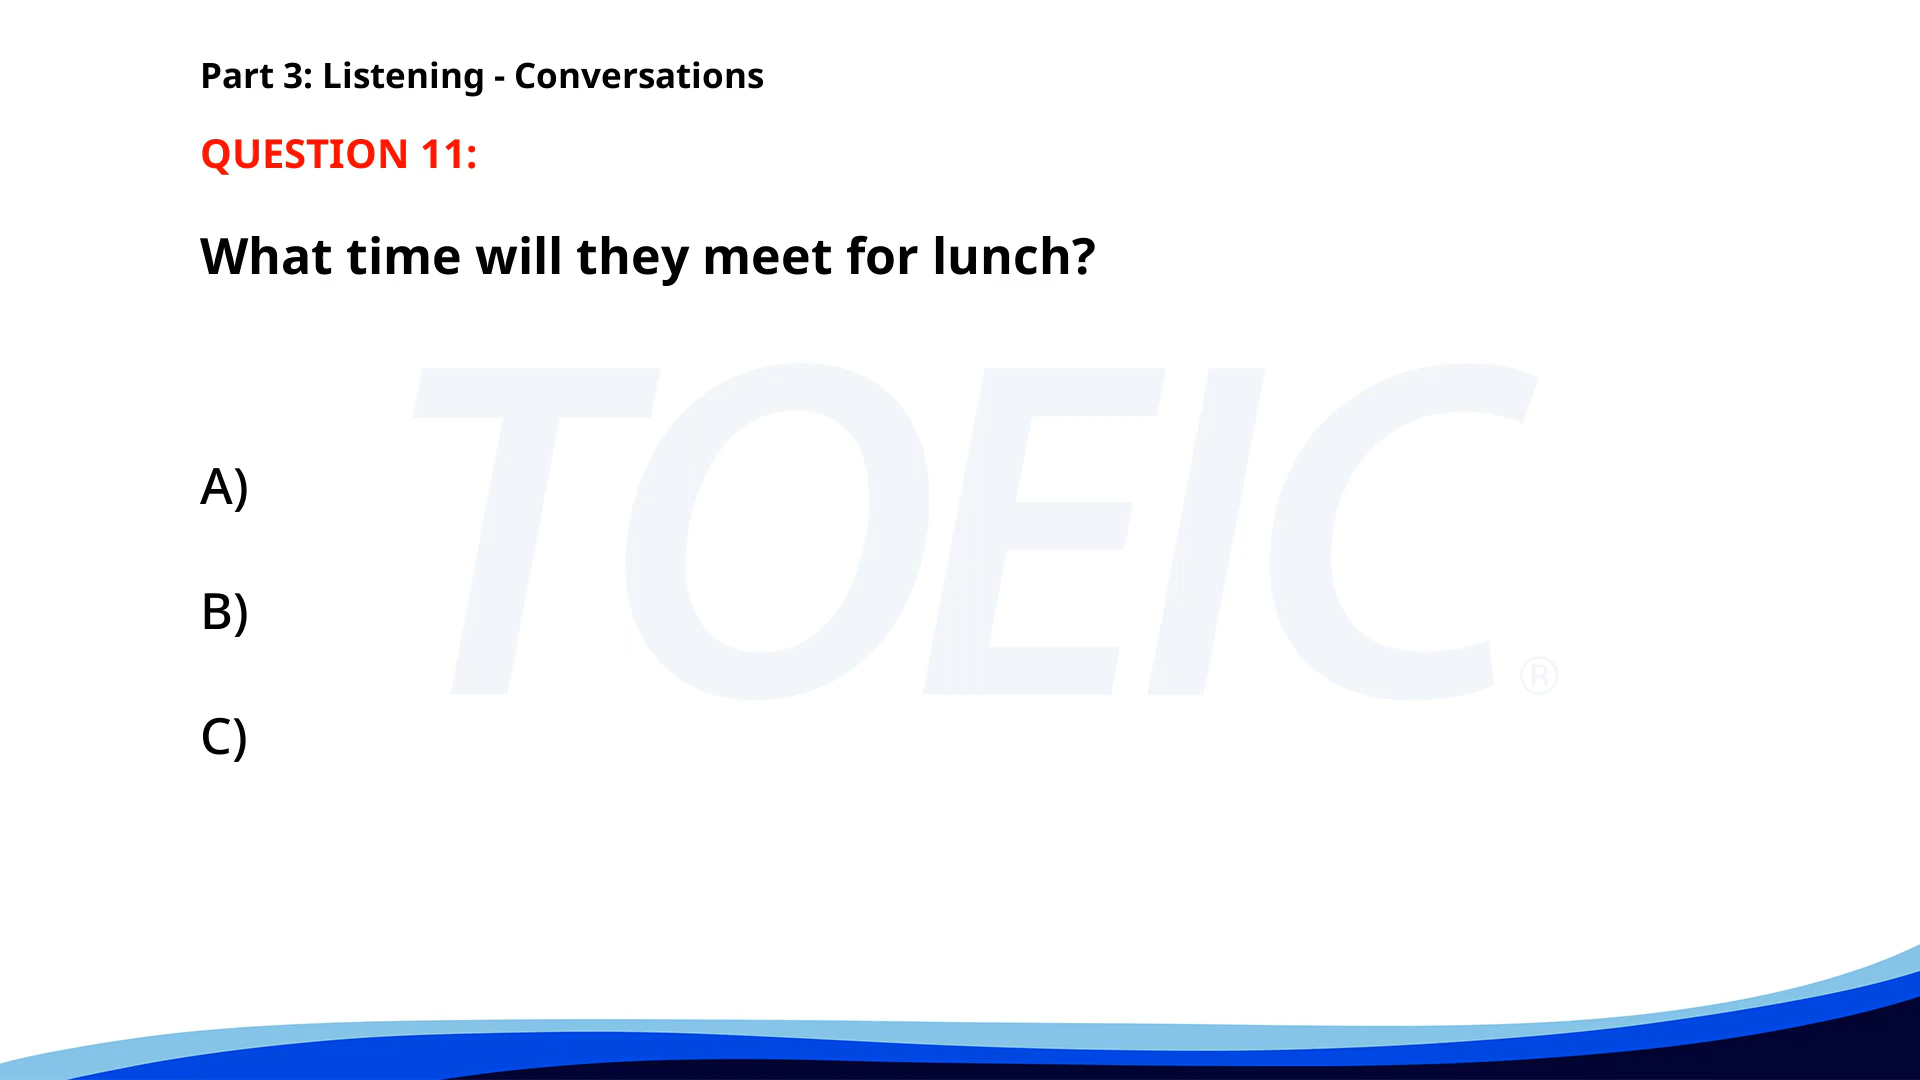 Part 3: Listening - Conversations
QUESTION 11:
What time will they meet for lunch?
TOEIC ®
A)
B)
C)